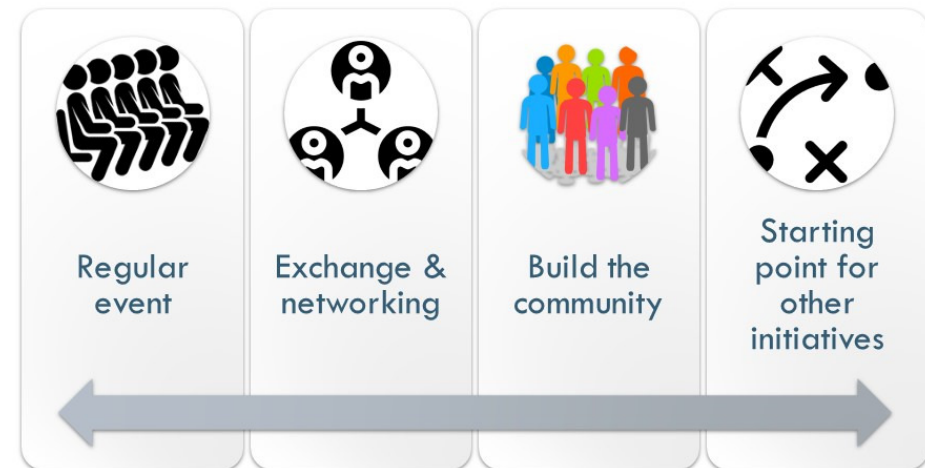 Regular
event
Exchange &
networking
Build the
community
Starting
point for
other
initiatives